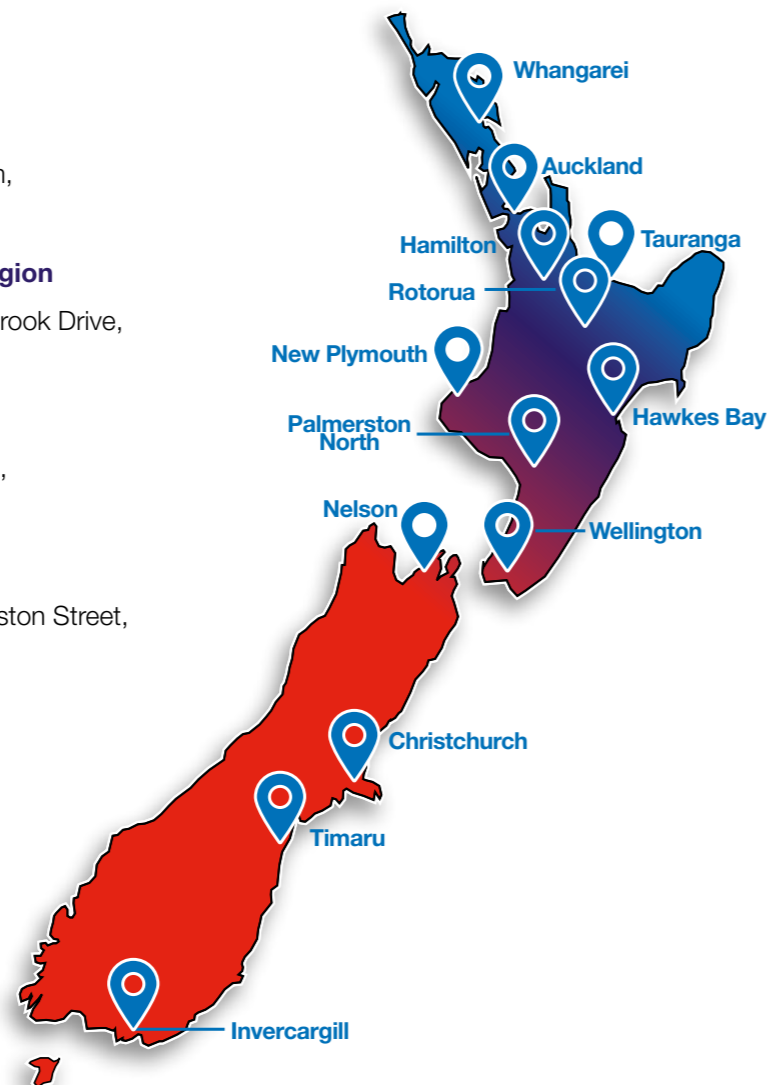 n,
gion
rook Drive,
,
ston Street,
Whangarei
Auckland
Hamilton
Tauranga
Rotorua
New Plymouth
Hawkes Bay
Palmerston
North
Nelson
Wellington
Christchurch
Timaru
Invercargill